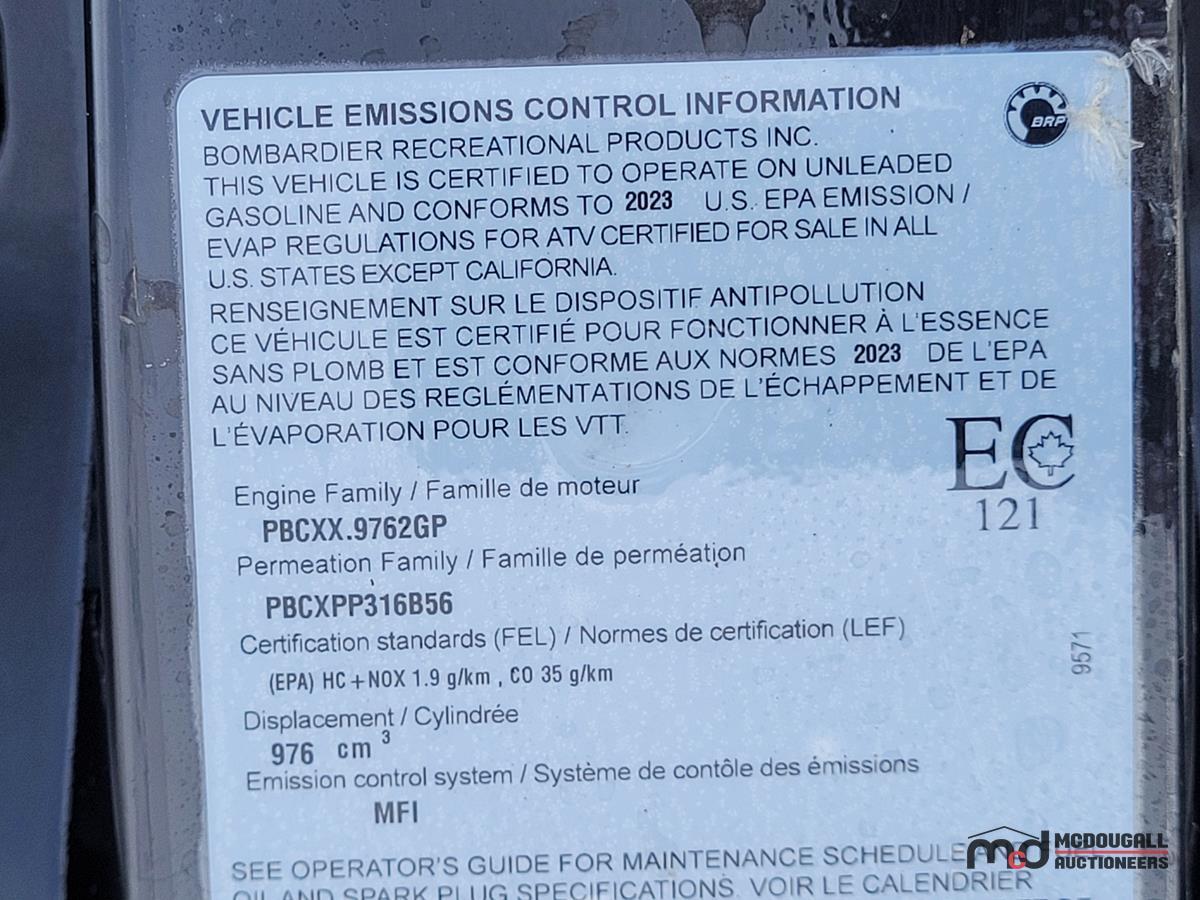 VEHICLE EMISSIONS CONTROL INFORMATION
BRP
BOMBARDIER RECREATIONAL PRODUCTS INC.
THIS VEHICLE IS CERTIFIED TO OPERATE ON UNLEADED
GASOLINE AND CONFORMS TO 2023 U.S. EPA EMISSION /
EVAP REGULATIONS FOR ATV CERTIFIED FOR SALE IN ALL
U.S. STATES EXCEPT CALIFORNIA.
RENSEIGNEMENT SUR LE DISPOSITIF ANTIPOLLUTION
CE VÉHICULE EST CERTIFIÉ POUR FONCTIONNER À L'ESSENCE
SANS PLOMB ET EST CONFORME AUX NORMES 2023 DE L'EPA
AU NIVEAU DES REGLÉMENTATIONS DE L'ÉCHAPPEMENT ET DE
L'ÉVAPORATION POUR LES VTT.
EC
121
Engine Family / Famille de moteur
PBCXX.9762GP
Permeation Family / Famille de perméation
PBCXPP316B56
Certification standards (FEL) / Normes de certification (LEF)
(EPA) HC+NOX 1.9 g/km , CO 35 g/km
9571
Displacement / Cylindrée
976 cm³
Emission control system / Système de contôle des émissions
MFI
SEE OPERATOR'S GUIDE FOR MAINTENANCE SCHEDULE
OIL AND SPARK PLUG SPECIFICATIONS. VOIR LE CALENDRIER
mcd MCDOUGALL
AUCTIONEERS